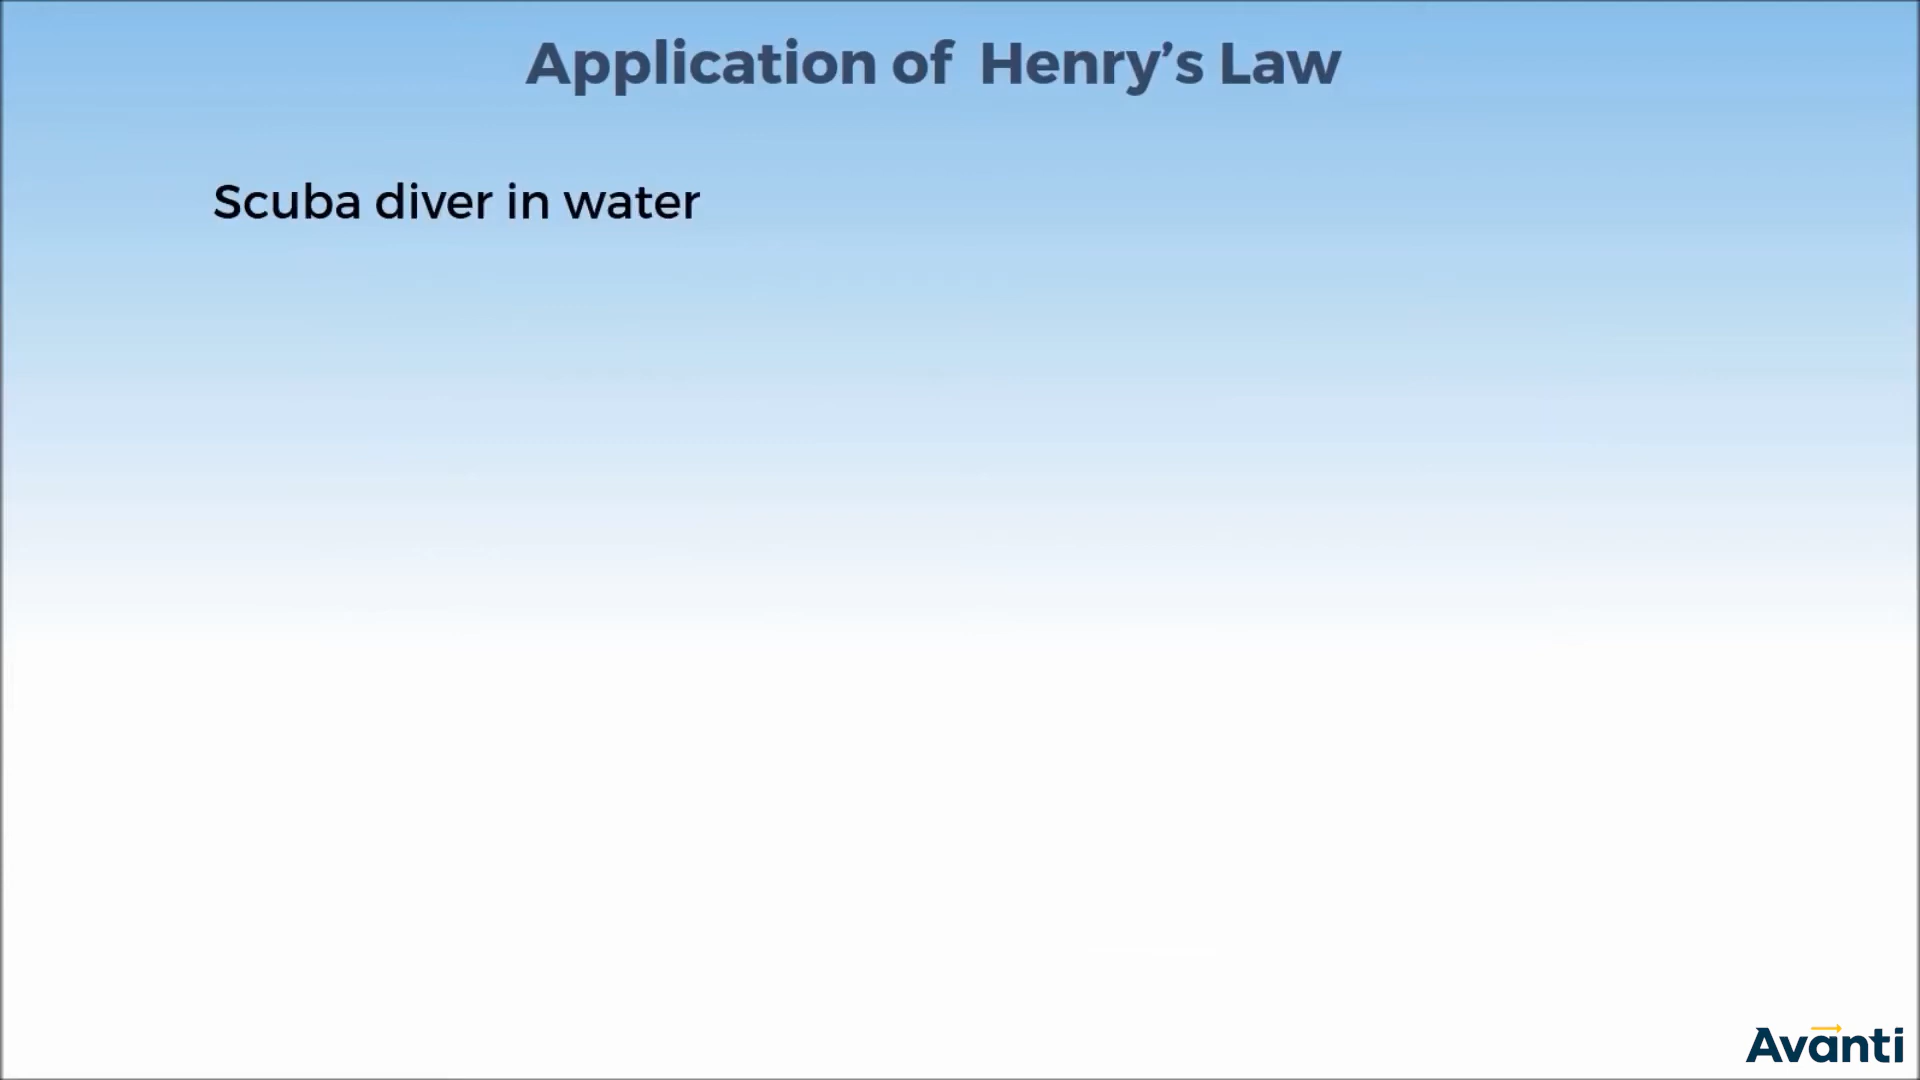 Application of Henry’s Law
Scuba diver in water
Avanti